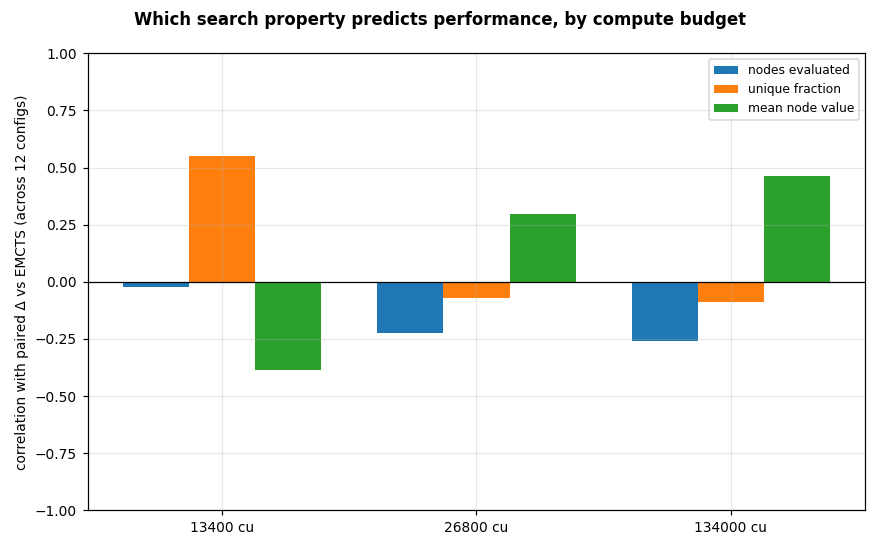 Which search property predicts performance, by compute budget
correlation with paired Δ vs EMCTS (across 12 configs)
1.00
0.75
0.50
0.25
0.00
−0.25
−0.50
−0.75
−1.00
nodes evaluated
unique fraction
mean node value
13400 cu
26800 cu
134000 cu